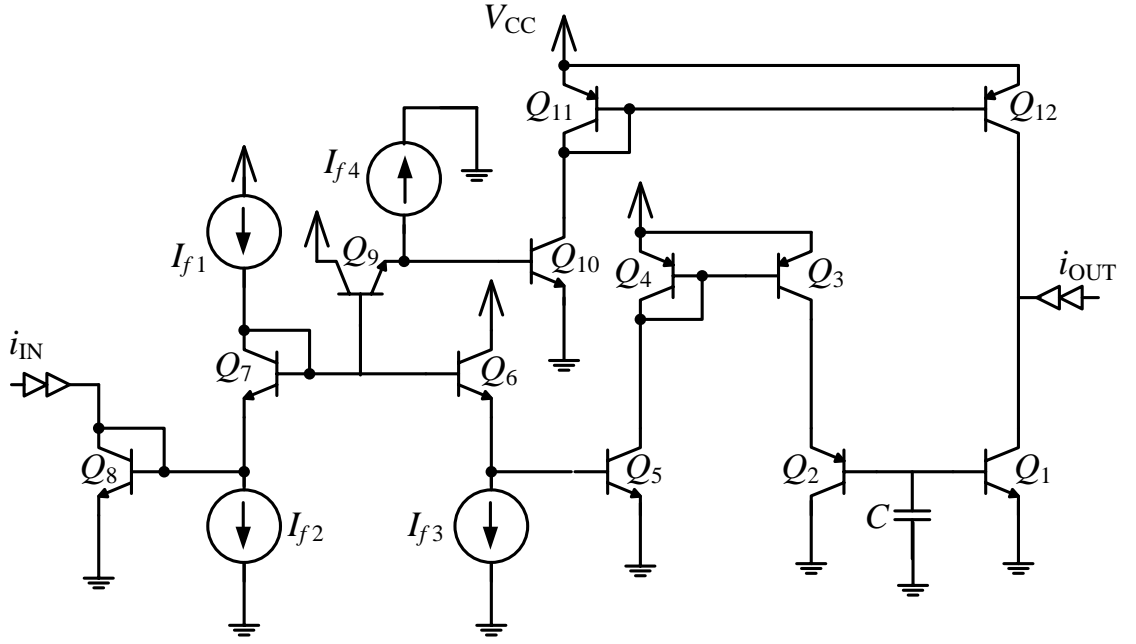 V_CC
Q_11
Q_12
I_f4
I_f1
Q_9
Q_10
Q_4
Q_3
i_OUT
i_IN
Q_7
Q_6
Q_8
Q_5
Q_2
Q_1
C
I_f2
I_f3